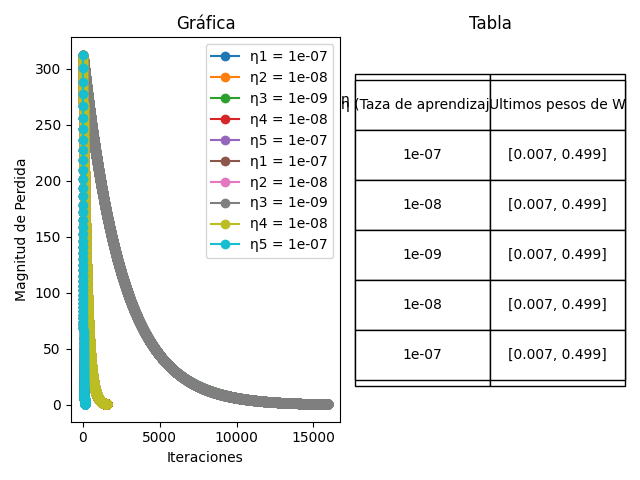 Gráfica
Magnitud de Perdida
300
250
200
150
100
50
0
0
5000
10000
15000
Iteraciones
η1 = 1e-07
η2 = 1e-08
η3 = 1e-09
η4 = 1e-08
η5 = 1e-07
η1 = 1e-07
η2 = 1e-08
η3 = 1e-09
η4 = 1e-08
η5 = 1e-07
Tabla
η (Taza de aprendizaj Ultimos pesos de W
1e-07 [0.007, 0.499]
1e-08 [0.007, 0.499]
1e-09 [0.007, 0.499]
1e-08 [0.007, 0.499]
1e-07 [0.007, 0.499]